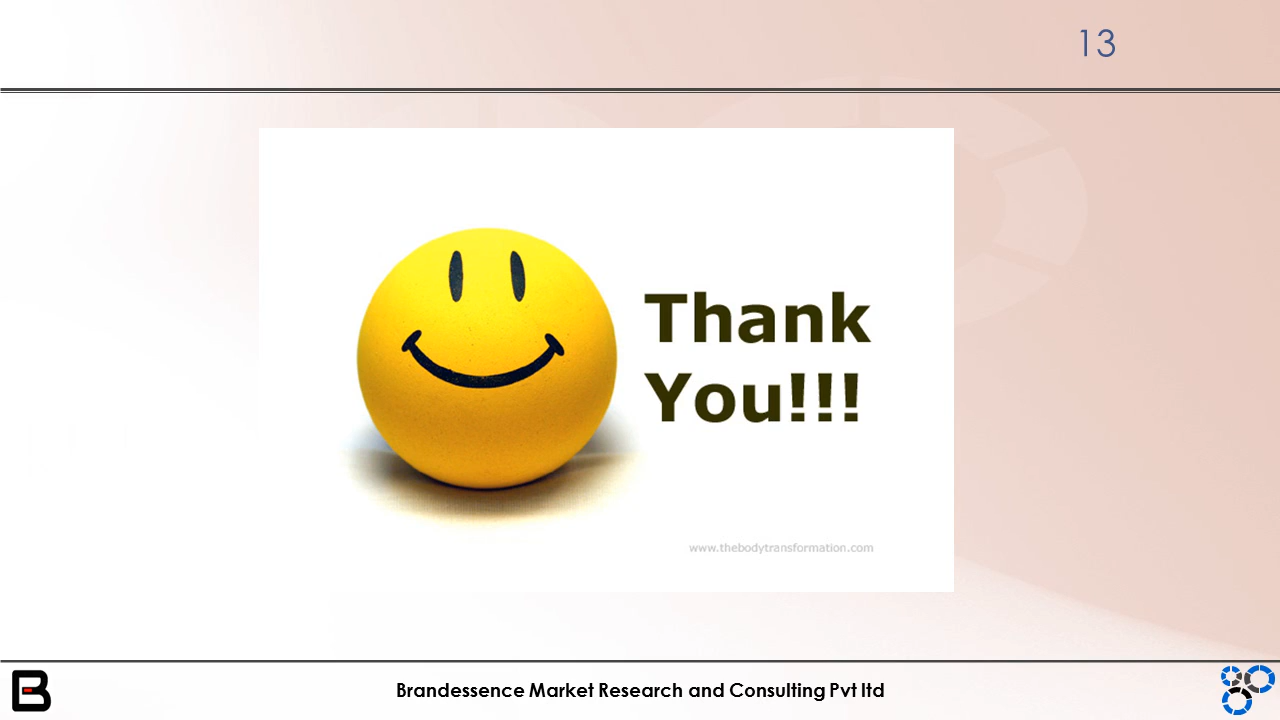 13
Thank
You!!!
www.thebodytransformation.com
Brandessence Market Research and Consulting Pvt ltd